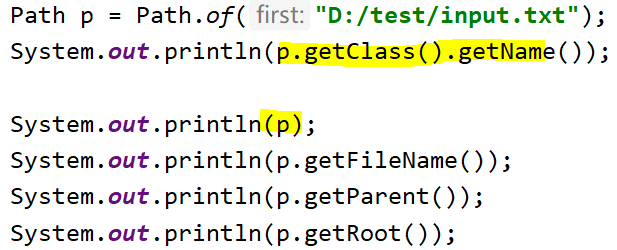 Path p = Path.of( first: "D:/test/input.txt");
System.out.println(p.getClass().getName());
System.out.println(p);
System.out.println(p.getFileName());
System.out.println(p.getParent());
System.out.println(p.getRoot());